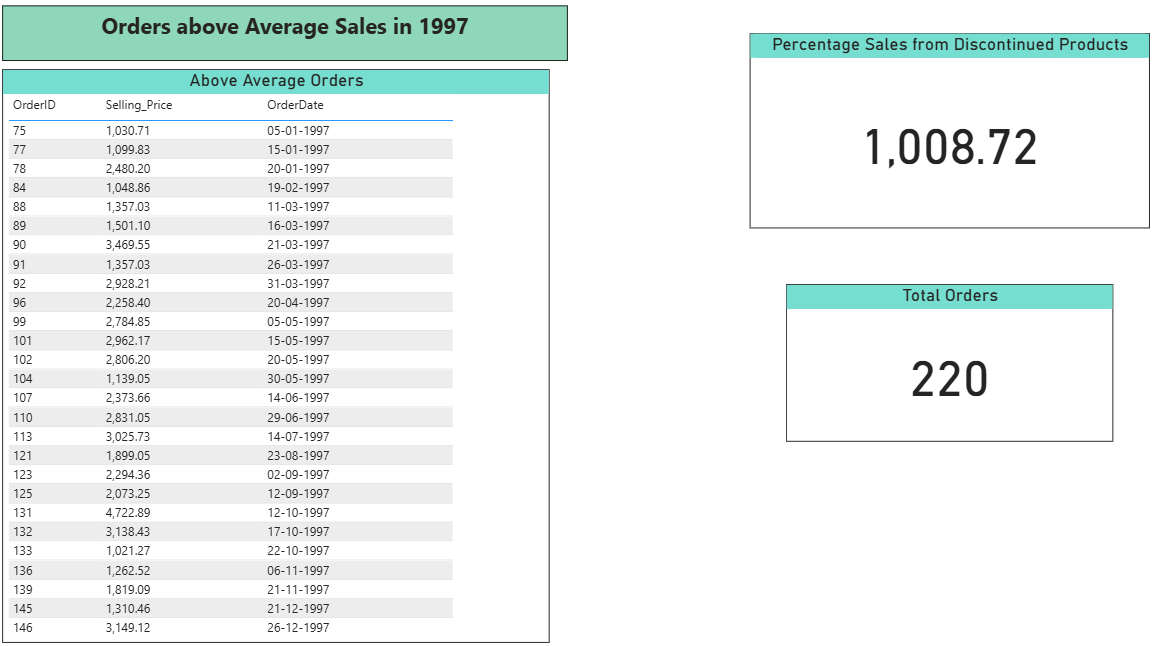 Orders above Average Sales in 1997
Above Average Orders
OrderID Selling_Price OrderDate
75 1,030.71 05-01-1997
77 1,099.83 15-01-1997
78 2,480.20 20-01-1997
84 1,048.86 19-02-1997
88 1,357.03 11-03-1997
89 1,501.10 16-03-1997
90 3,469.55 21-03-1997
91 1,357.03 26-03-1997
92 2,928.21 31-03-1997
96 2,258.40 20-04-1997
99 2,784.85 05-05-1997
101 2,962.17 15-05-1997
102 2,806.20 20-05-1997
104 1,139.05 30-05-1997
107 2,373.66 14-06-1997
110 2,831.05 29-06-1997
113 3,025.73 14-07-1997
121 1,899.05 23-08-1997
123 2,294.36 02-09-1997
125 2,073.25 12-09-1997
131 4,722.89 12-10-1997
132 3,138.43 17-10-1997
133 1,021.27 22-10-1997
136 1,262.52 06-11-1997
139 1,819.09 21-11-1997
145 1,310.46 21-12-1997
146 3,149.12 26-12-1997
Percentage Sales from Discontinued Products
1,008.72
Total Orders
220